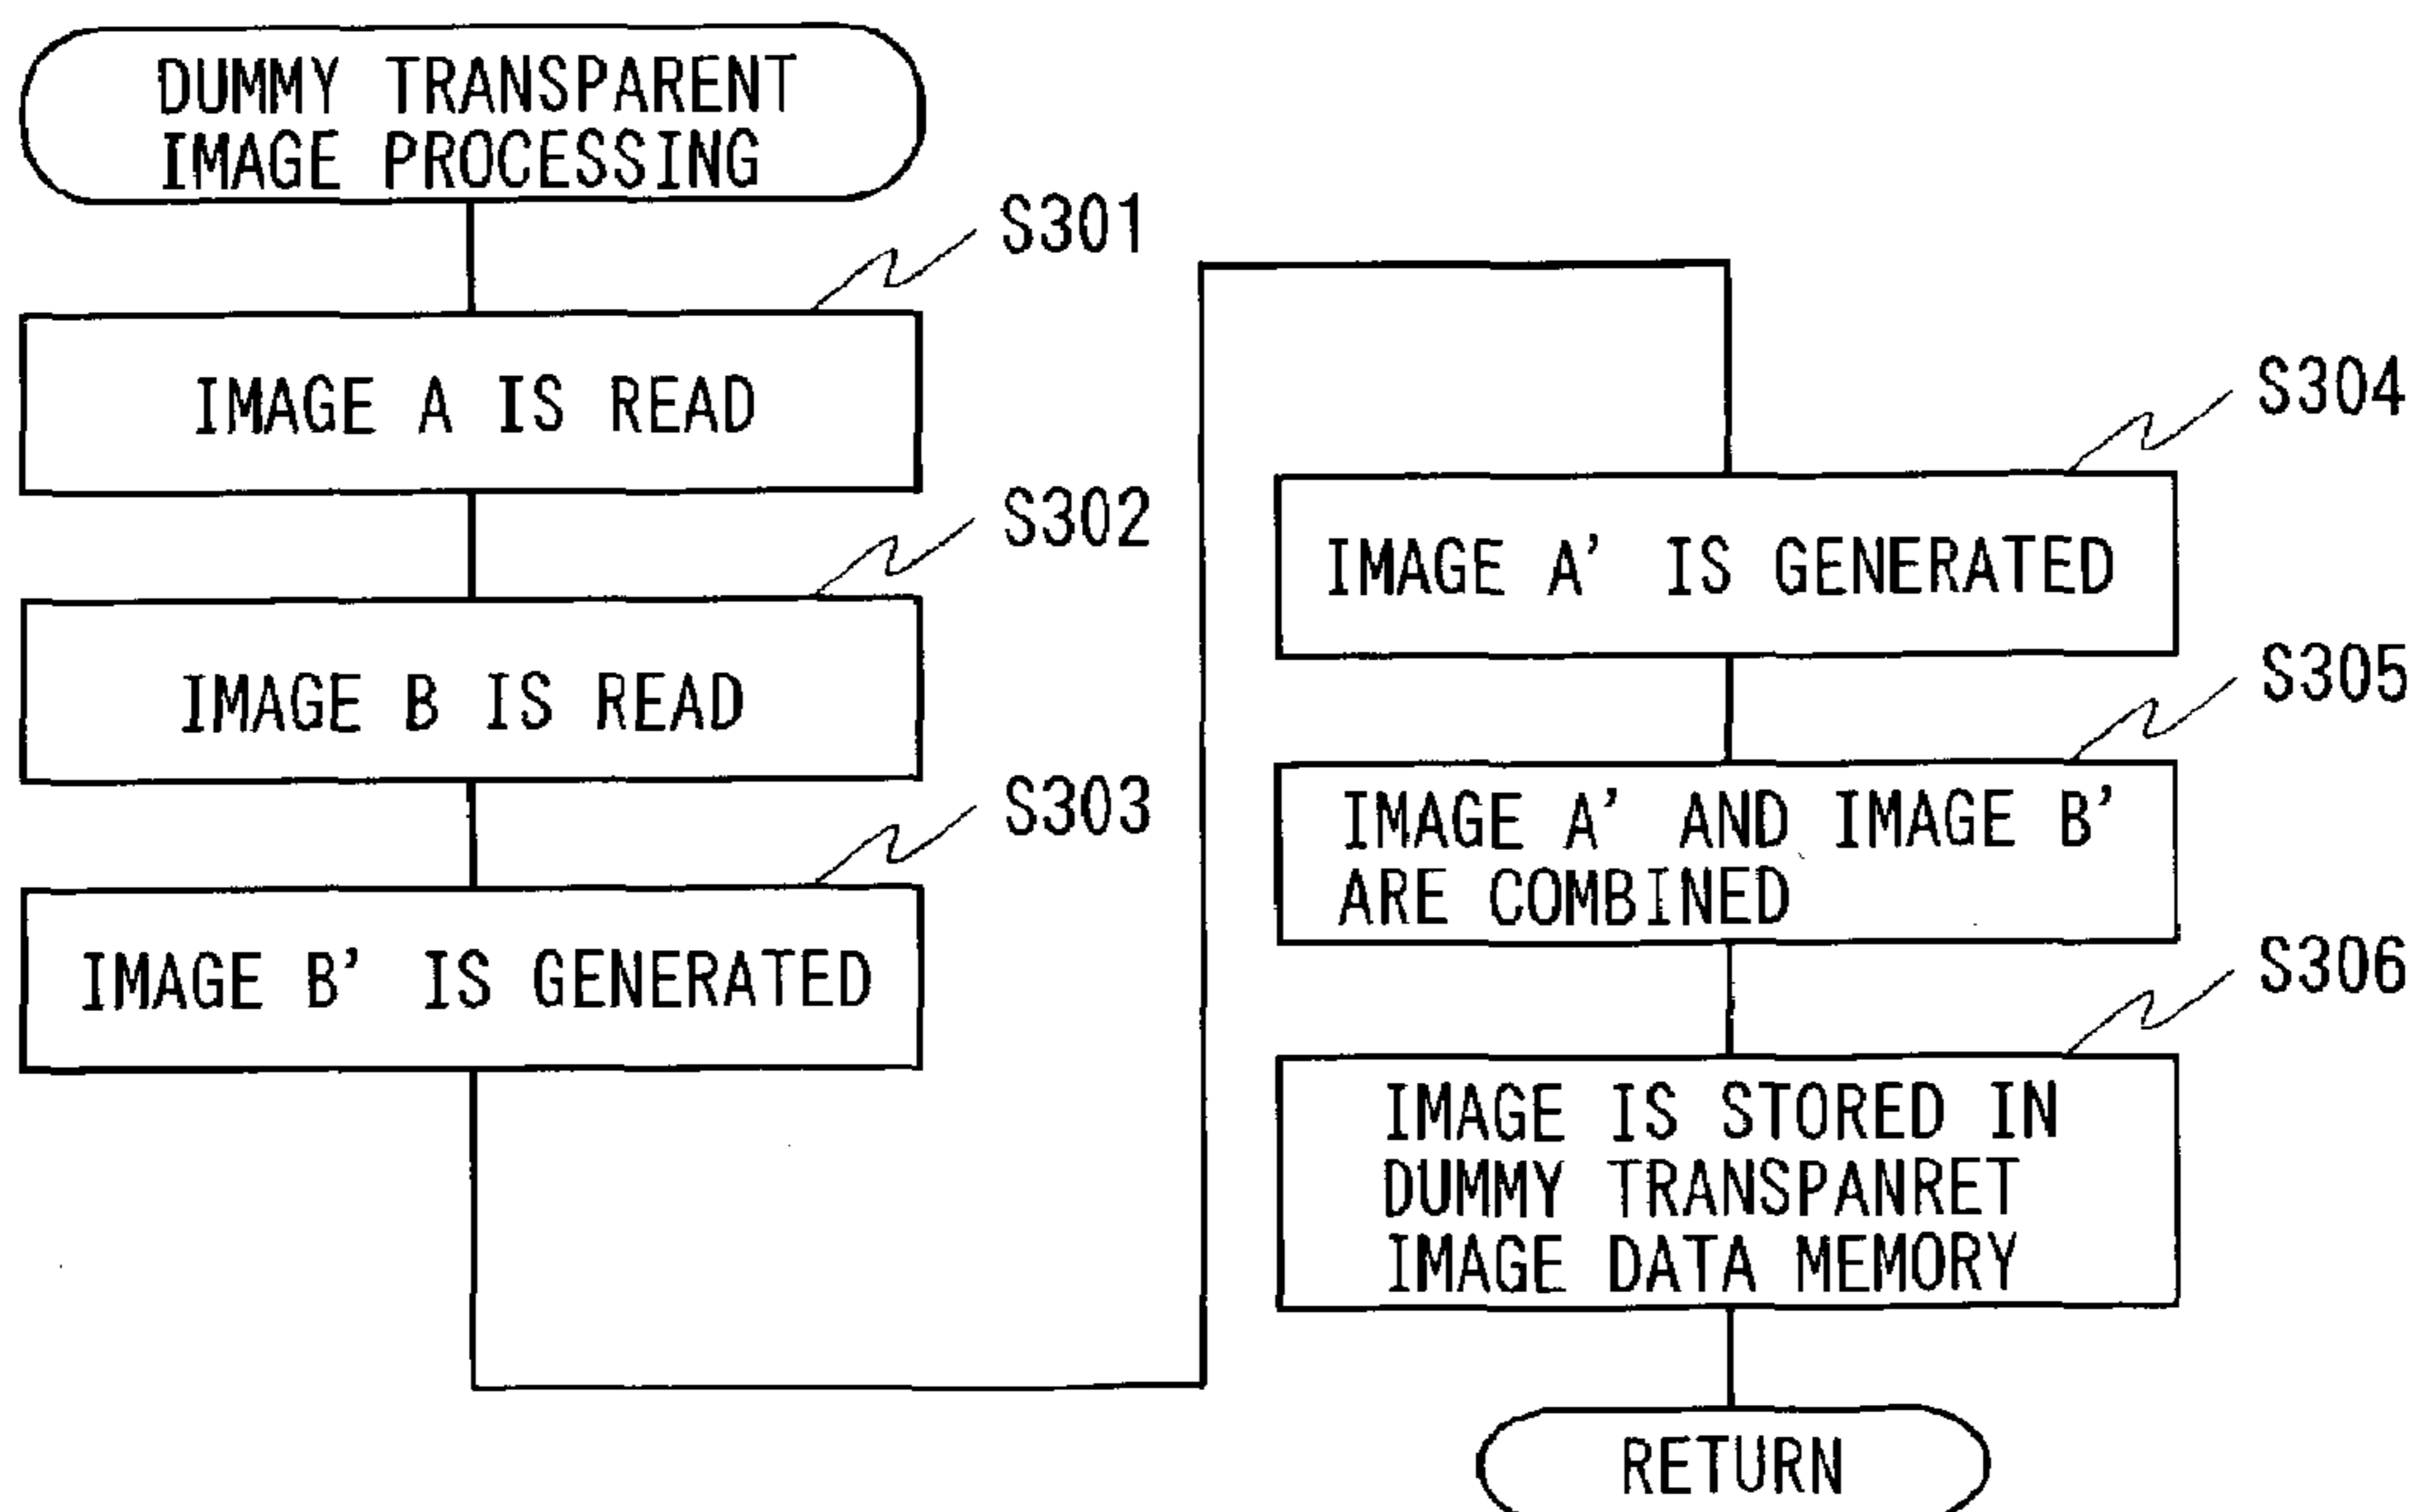 DUMMY TRANSPARENT
IMAGE PROCESSING
S301
IMAGE A IS READ
S302
IMAGE B IS READ
S303
IMAGE B' IS GENERATED
S304
IMAGE A' IS GENERATED
S305
IMAGE A' AND IMAGE B'
ARE COMBINED
S306
IMAGE IS STORED IN
DUMMY TRANSPANRET
IMAGE DATA MEMORY
RETURN